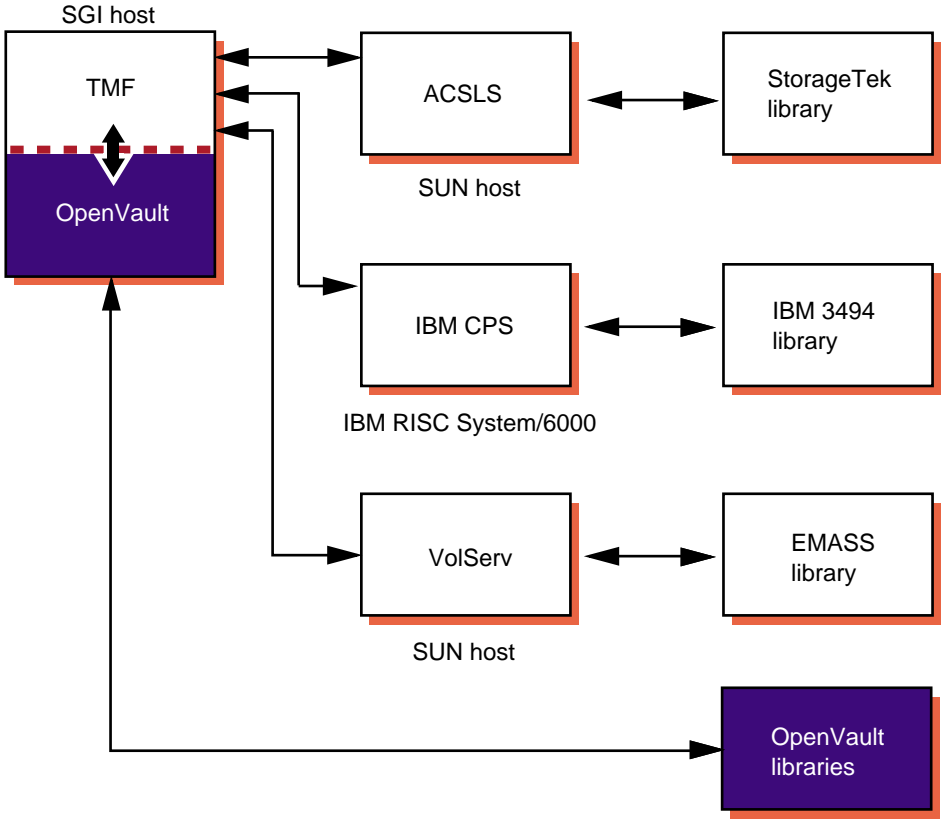 SGI host
TMF
OpenVault
ACSLS
SUN host
StorageTek
library
IBM CPS
IBM RISC System/6000
IBM 3494
library
VolServ
SUN host
EMASS
library
OpenVault
libraries